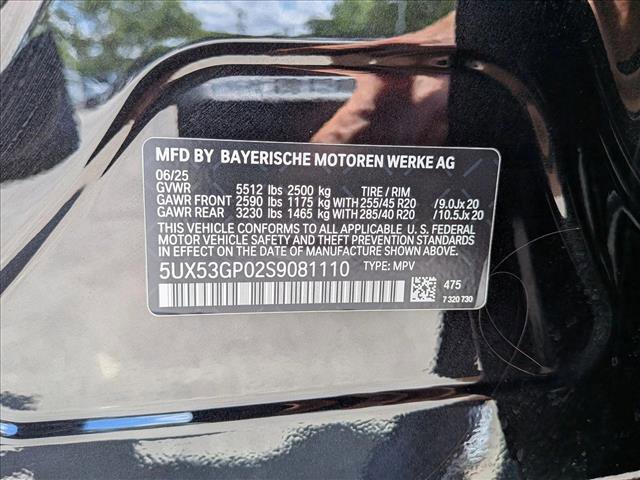 MFD BY BAYERISCHE MOTOREN WERKE AG
06/25
GVWR 5512 lbs 2500 kg TIRE / RIM
GAWR FRONT 2590 lbs 1175 kg WITH 255/45 R20 /9.0Jx 20
GAWR REAR 3230 lbs 1465 kg WITH 285/40 R20 /10.5Jx 20
THIS VEHICLE CONFORMS TO ALL APPLICABLE U.S. FEDERAL
MOTOR VEHICLE SAFETY STANDARDS IN EFFECT ON THE DATE
OF MANUFACTURE SHOWN ABOVE.
5UX53GP02S9081110 TYPE: MPV
475
7 320 730